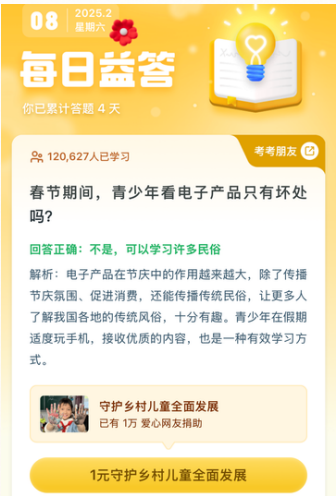 08
2025.2
星期六
每日益答
你已累计答题 4 天
120,627人已学习
考考朋友
春节期间，青少年看电子产品只有坏处
吗?
回答正确：不是，可以学习许多民俗
解析：电子产品在节庆中的作用越来越大，除了传播
节庆氛围、促进消费，还能传播传统民俗，让更多人
了解我国各地的传统风俗，十分有趣。青少年在假期
适度玩手机，接收优质的内容，也是一种有效学习方
式。
守护乡村儿童全面发展
已有 1万 爱心网友捐助
1元守护乡村儿童全面发展